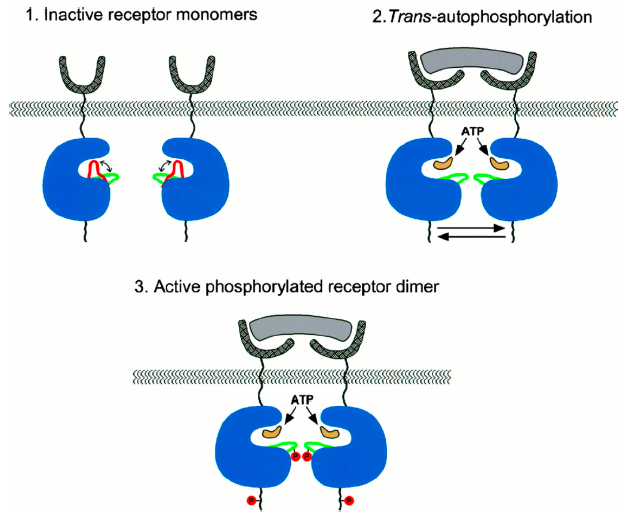 1. Inactive receptor monomers
2.Trans-autophosphorylation
ATP
3. Active phosphorylated receptor dimer
ATP
P P
P P